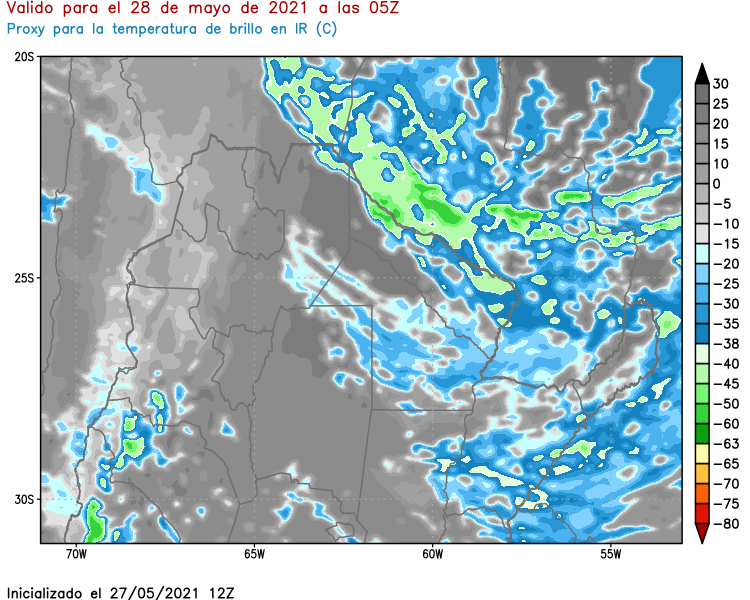 Valido para el 28 de mayo de 2021 a las 05Z
Proxy para la temperatura de brillo en IR (C)
20S
25S
30S
70W
65W
60W
55W
30
25
20
15
10
0
−5
−10
−15
−20
−25
−30
−35
−38
−40
−45
−50
−60
−63
−65
−70
−75
−80
Inicializado el 27/05/2021 12Z